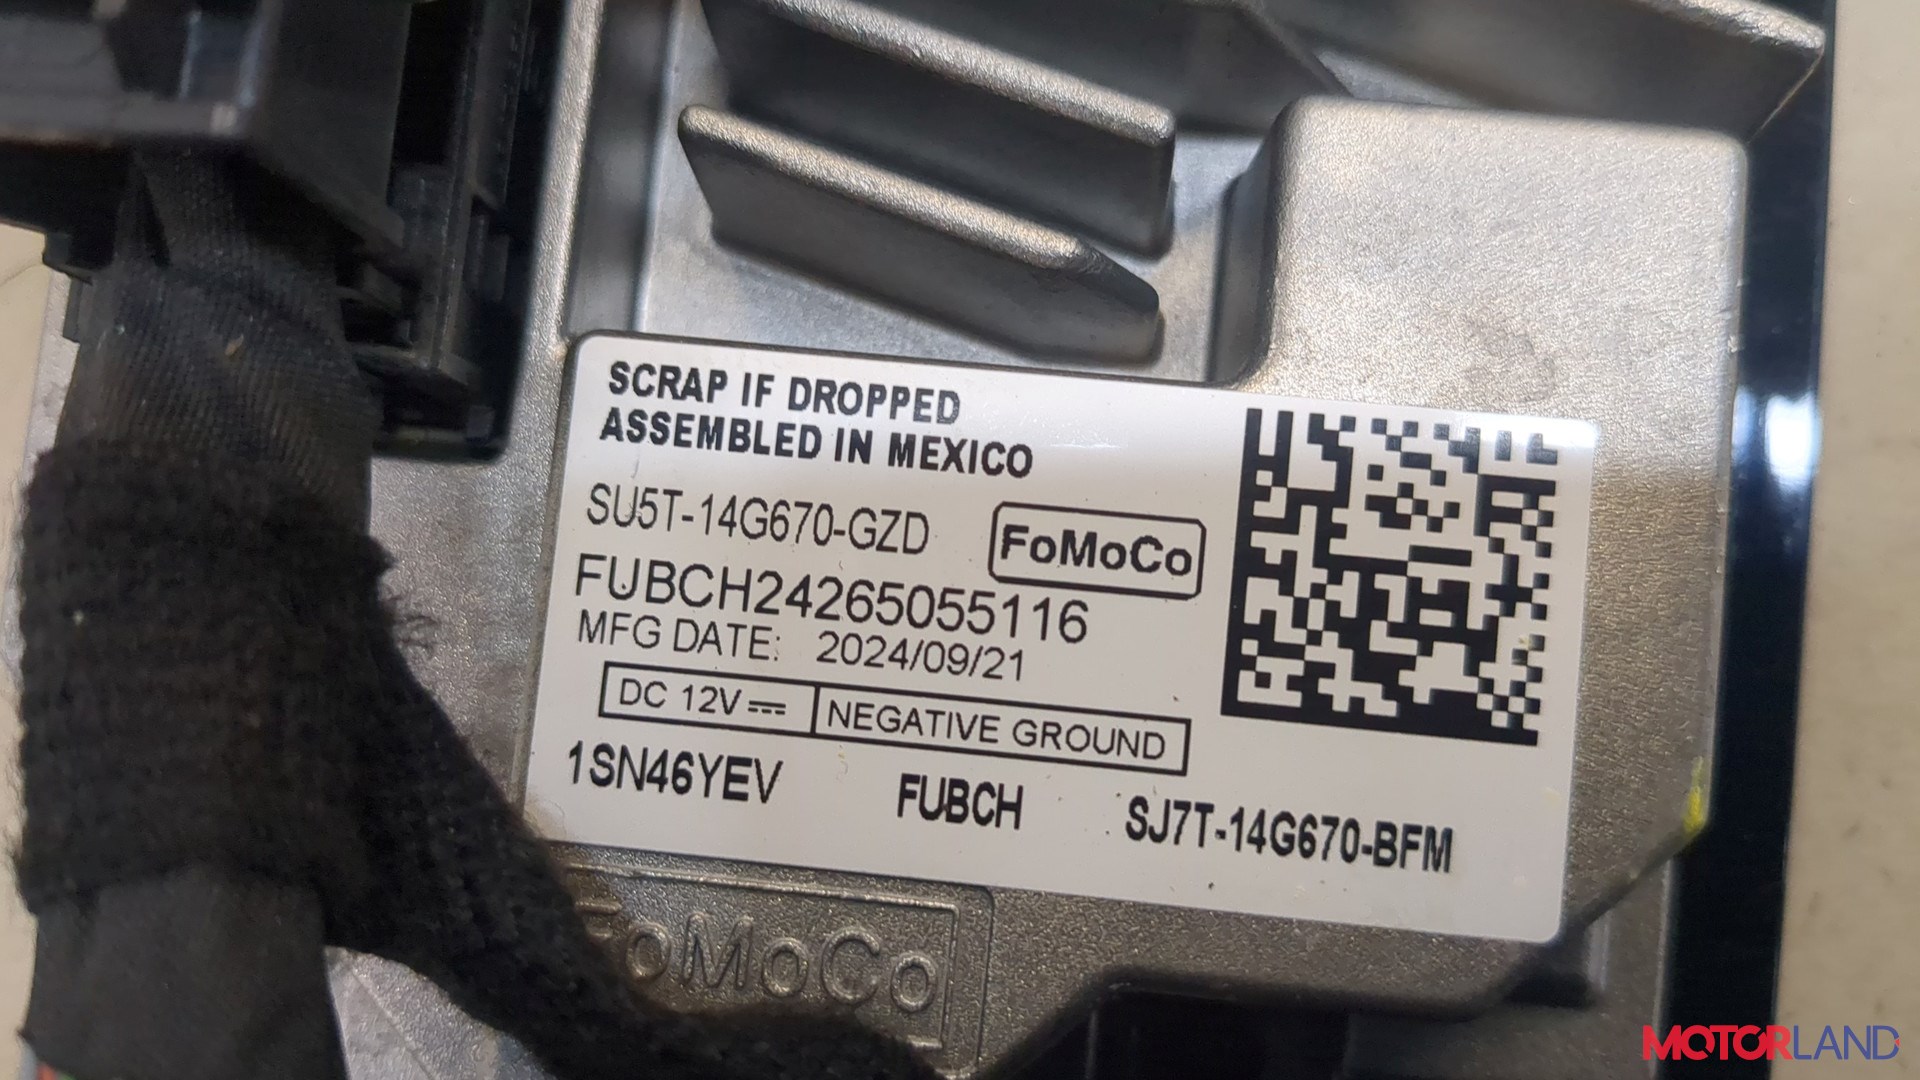 SCRAP IF DROPPED
ASSEMBLED IN MEXICO
SU5T-14G670-GZD
FoMoCo
FUBCH24265055116
MFG DATE: 2024/09/21
DC 12V NEGATIVE GROUND
1SN46YEV FUBCH SJ7T-14G670-BFM
FoMoCo
MOTORLAND